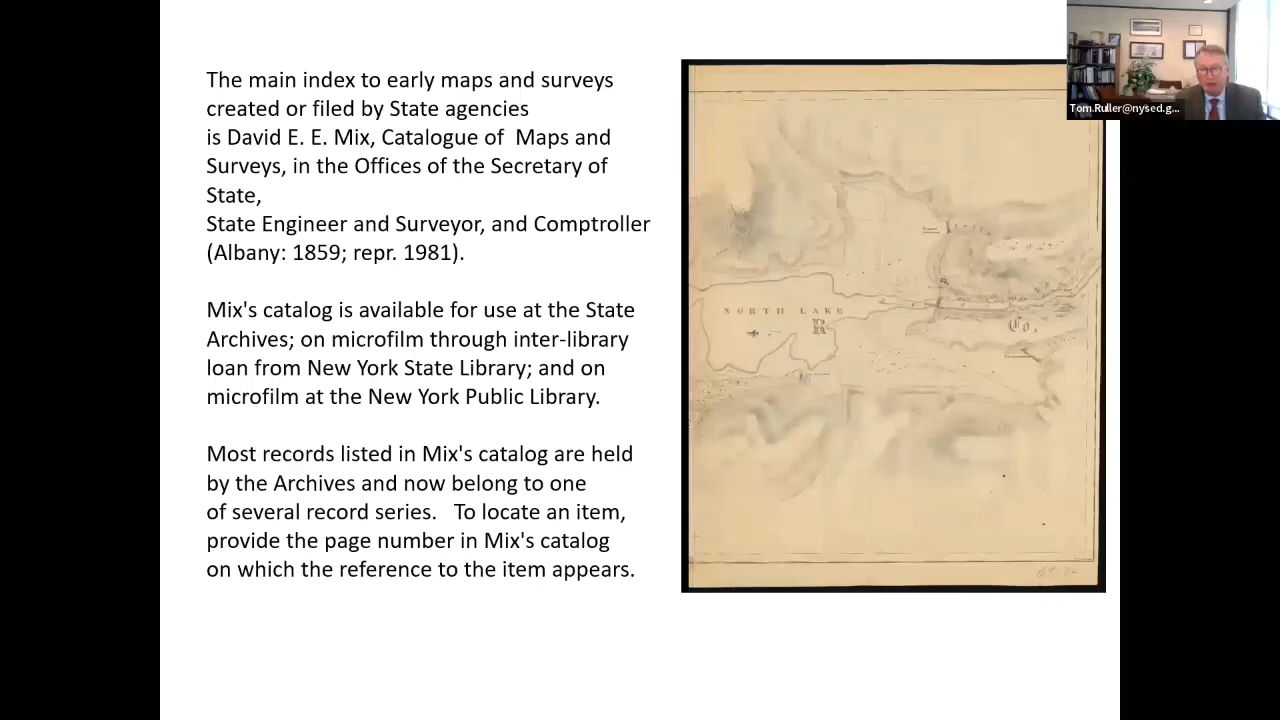 The main index to early maps and surveys
created or filed by State agencies
is David E. E. Mix, Catalogue of  Maps and
Surveys, in the Offices of the Secretary of
State,
State Engineer and Surveyor, and Comptroller
(Albany: 1859; repr. 1981).
Mix's catalog is available for use at the State
Archives; on microfilm through inter-library
loan from New York State Library; and on
microfilm at the New York Public Library.
Most records listed in Mix's catalog are held
by the Archives and now belong to one
of several record series.   To locate an item,
provide the page number in Mix's catalog
on which the reference to the item appears.
Tom.Ruller@nysed.g...
NORTH LAKE
R
Co.